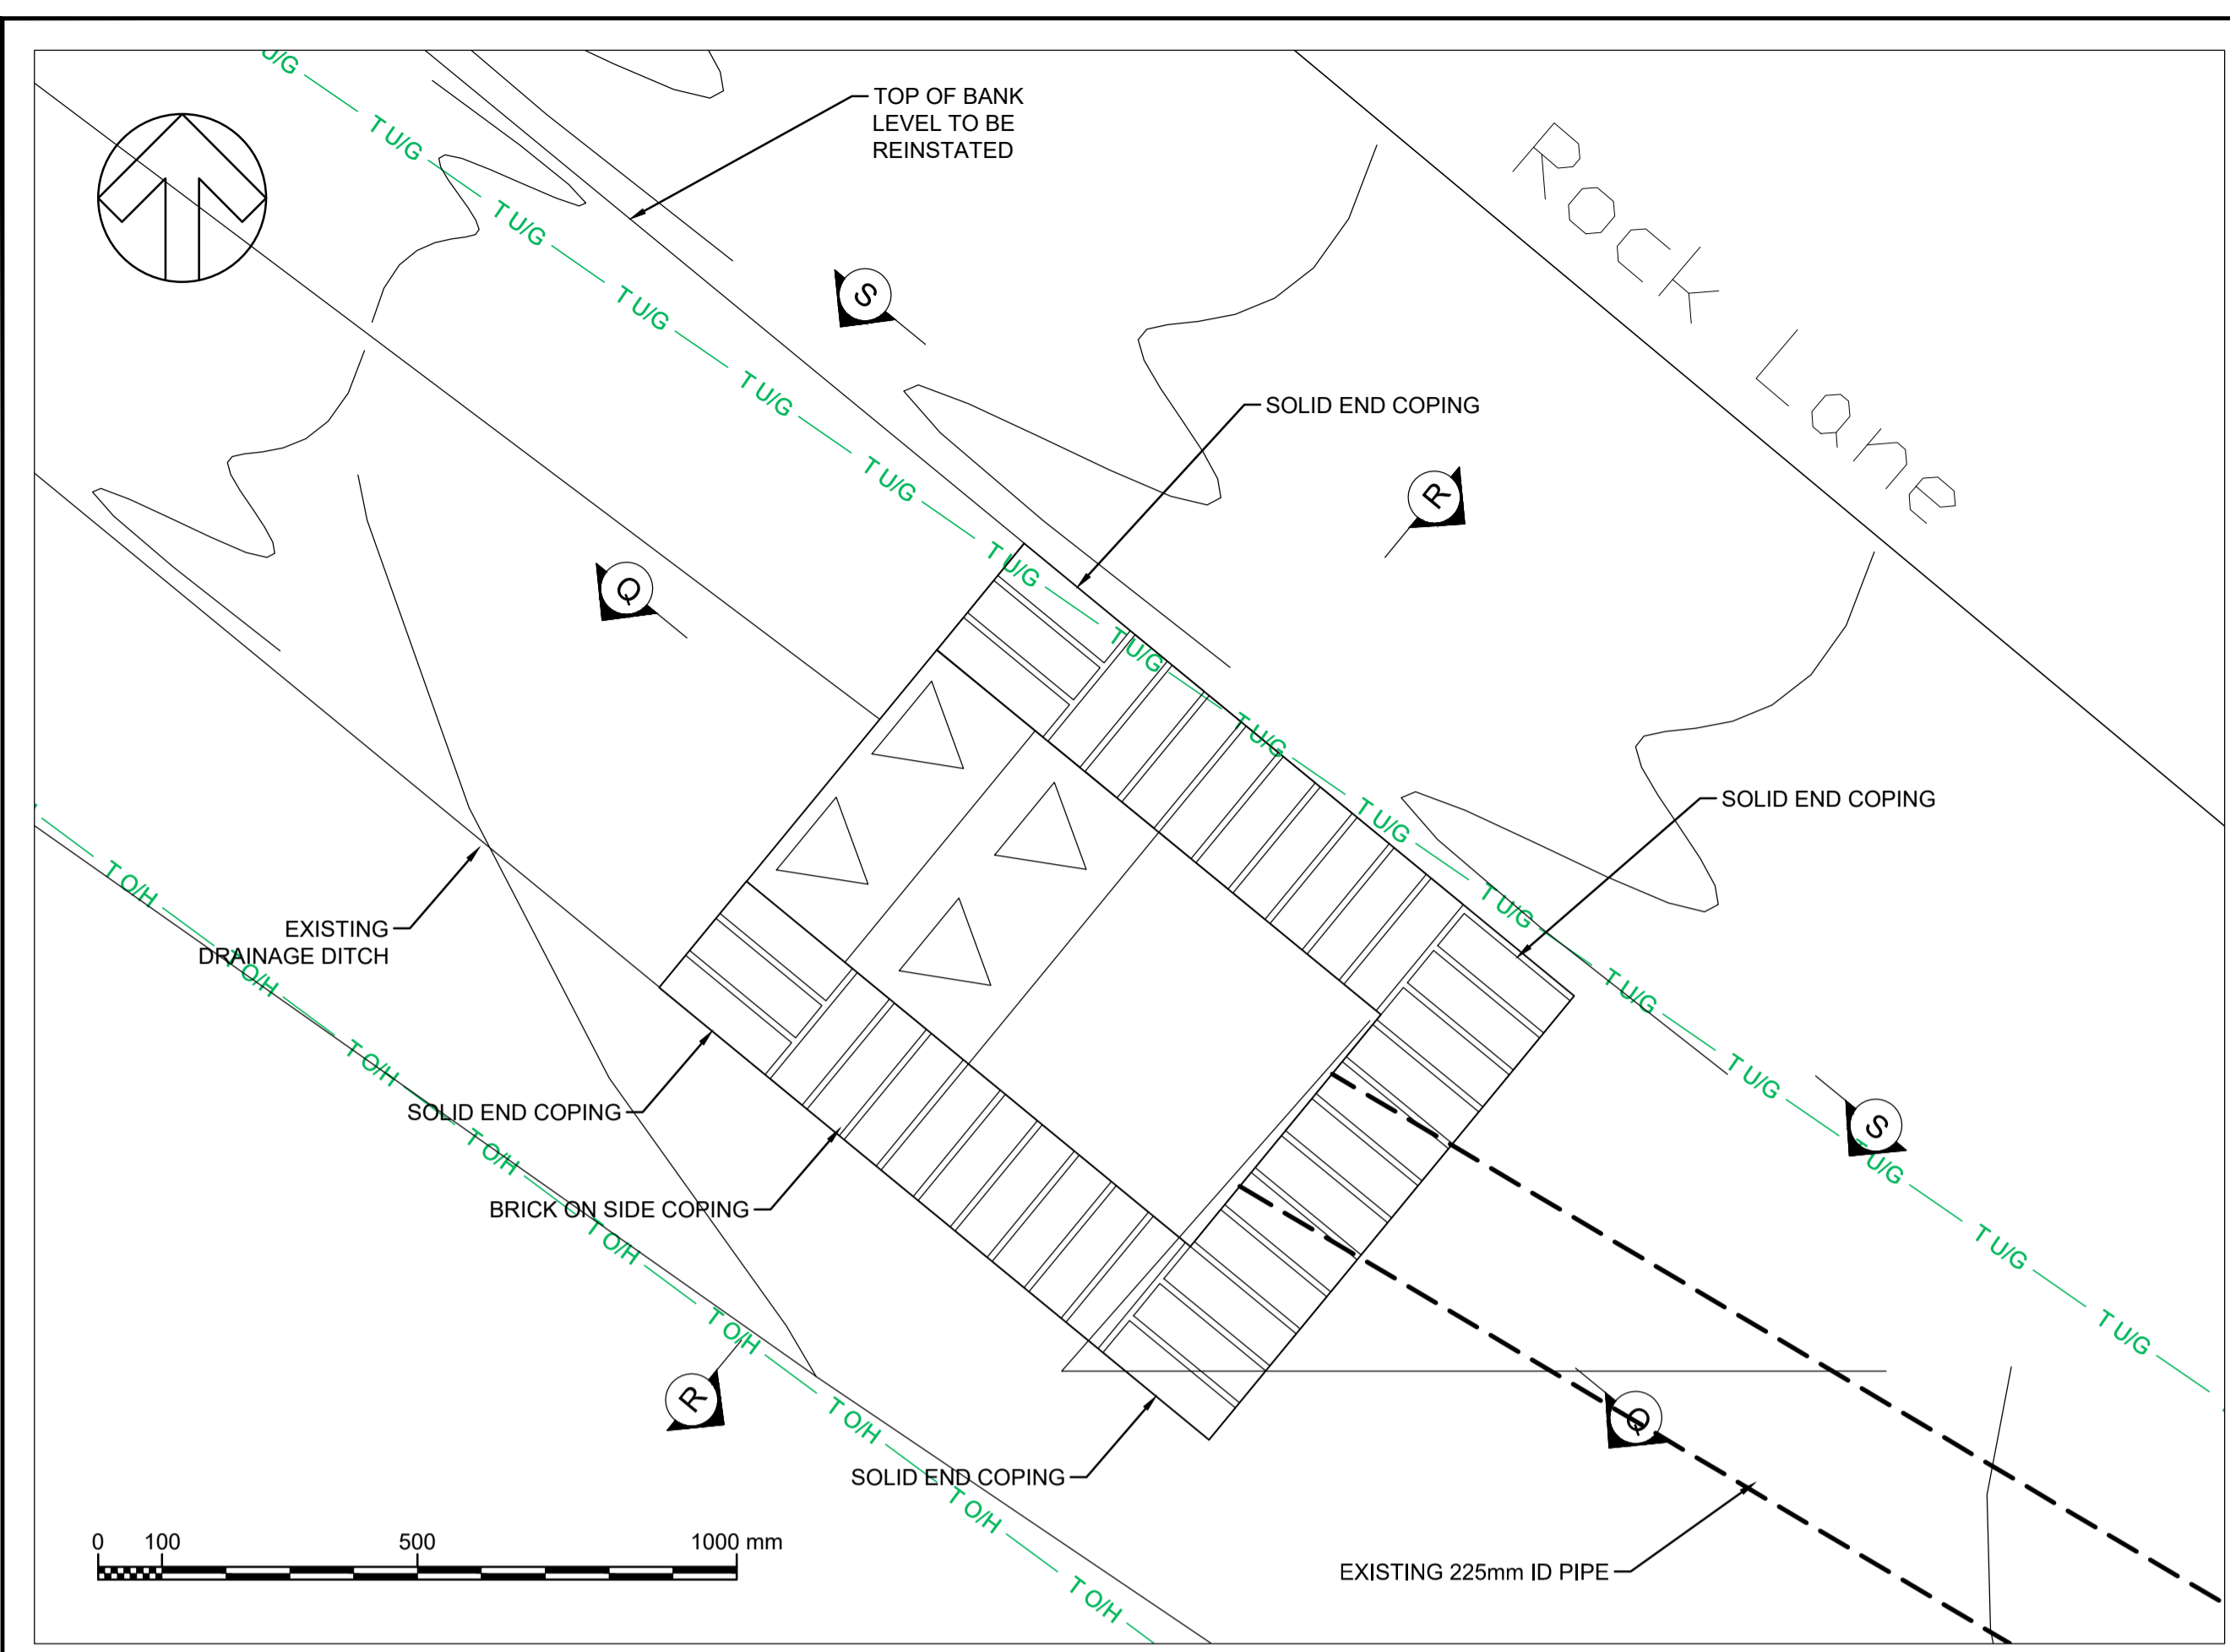 U/G
T U/G
TOP OF BANK
LEVEL TO BE
REINSTATED
Rock Lane
T U/G
S
T U/G
T U/G
SOLID END COPING
T U/G
R
T U/G
Q
T U/G
T U/G
SOLID END COPING
T U/G
T O/H
T U/G
EXISTING
DRAINAGE DITCH
T O/H
T U/G
T O/H
T U/G
SOLID END COPING
S
T O/H
T U/G
BRICK ON SIDE COPING
T O/H
T U/G
T O/H
T U/G
R
T O/H
Q
SOLID END COPING
T O/H
0 100 500 1000 mm
EXISTING 225mm ID PIPE
T O/H